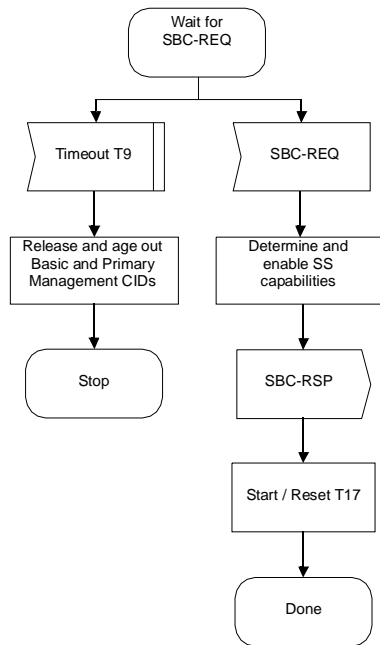 Wait for
SBC-REQ
Timeout T9
SBC-REQ
Release and age out
Basic and Primary
Management CIDs
Determine and
enable SS
capabilities
Stop
SBC-RSP
Start / Reset T17
Done